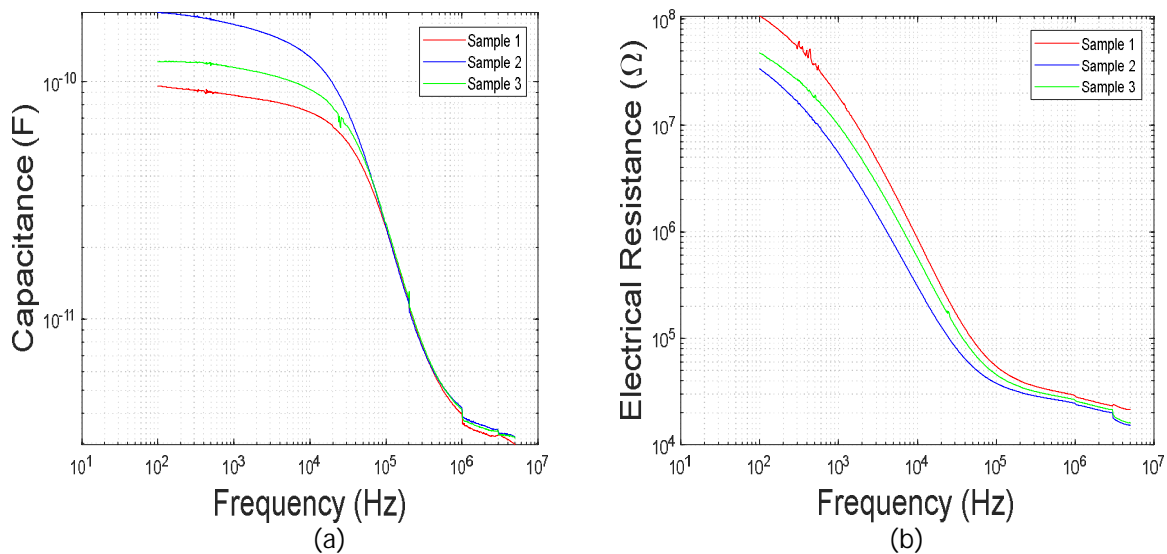 10^-10
10^-11
10^1 10^2 10^3 10^4 10^5 10^6 10^7
Capacitance (F)
Frequency (Hz)
Sample 1
Sample 2
Sample 3
(a)
10^8
10^7
10^6
10^5
10^4
10^1 10^2 10^3 10^4 10^5 10^6 10^7
Electrical Resistance (Ω)
Frequency (Hz)
Sample 1
Sample 2
Sample 3
(b)